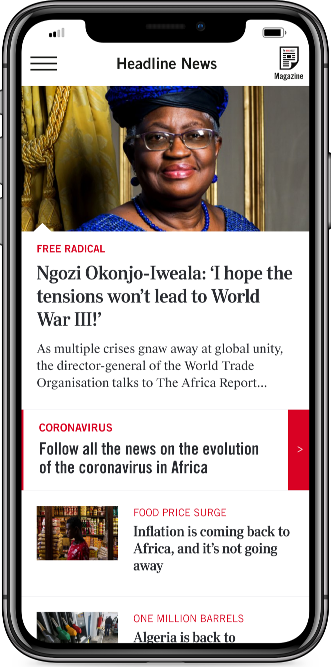 Headline News
Magazine
FREE RADICAL
Ngozi Okonjo-Iweala: ‘I hope the
tensions won’t lead to World
War III!’
As multiple crises gnaw away at global unity,
the director-general of the World Trade
Organisation talks to The Africa Report...
CORONAVIRUS
Follow all the news on the evolution
of the coronavirus in Africa
>
FOOD PRICE SURGE
Inflation is coming back to
Africa, and it’s not going
away
ONE MILLION BARRELS
Algeria is back to